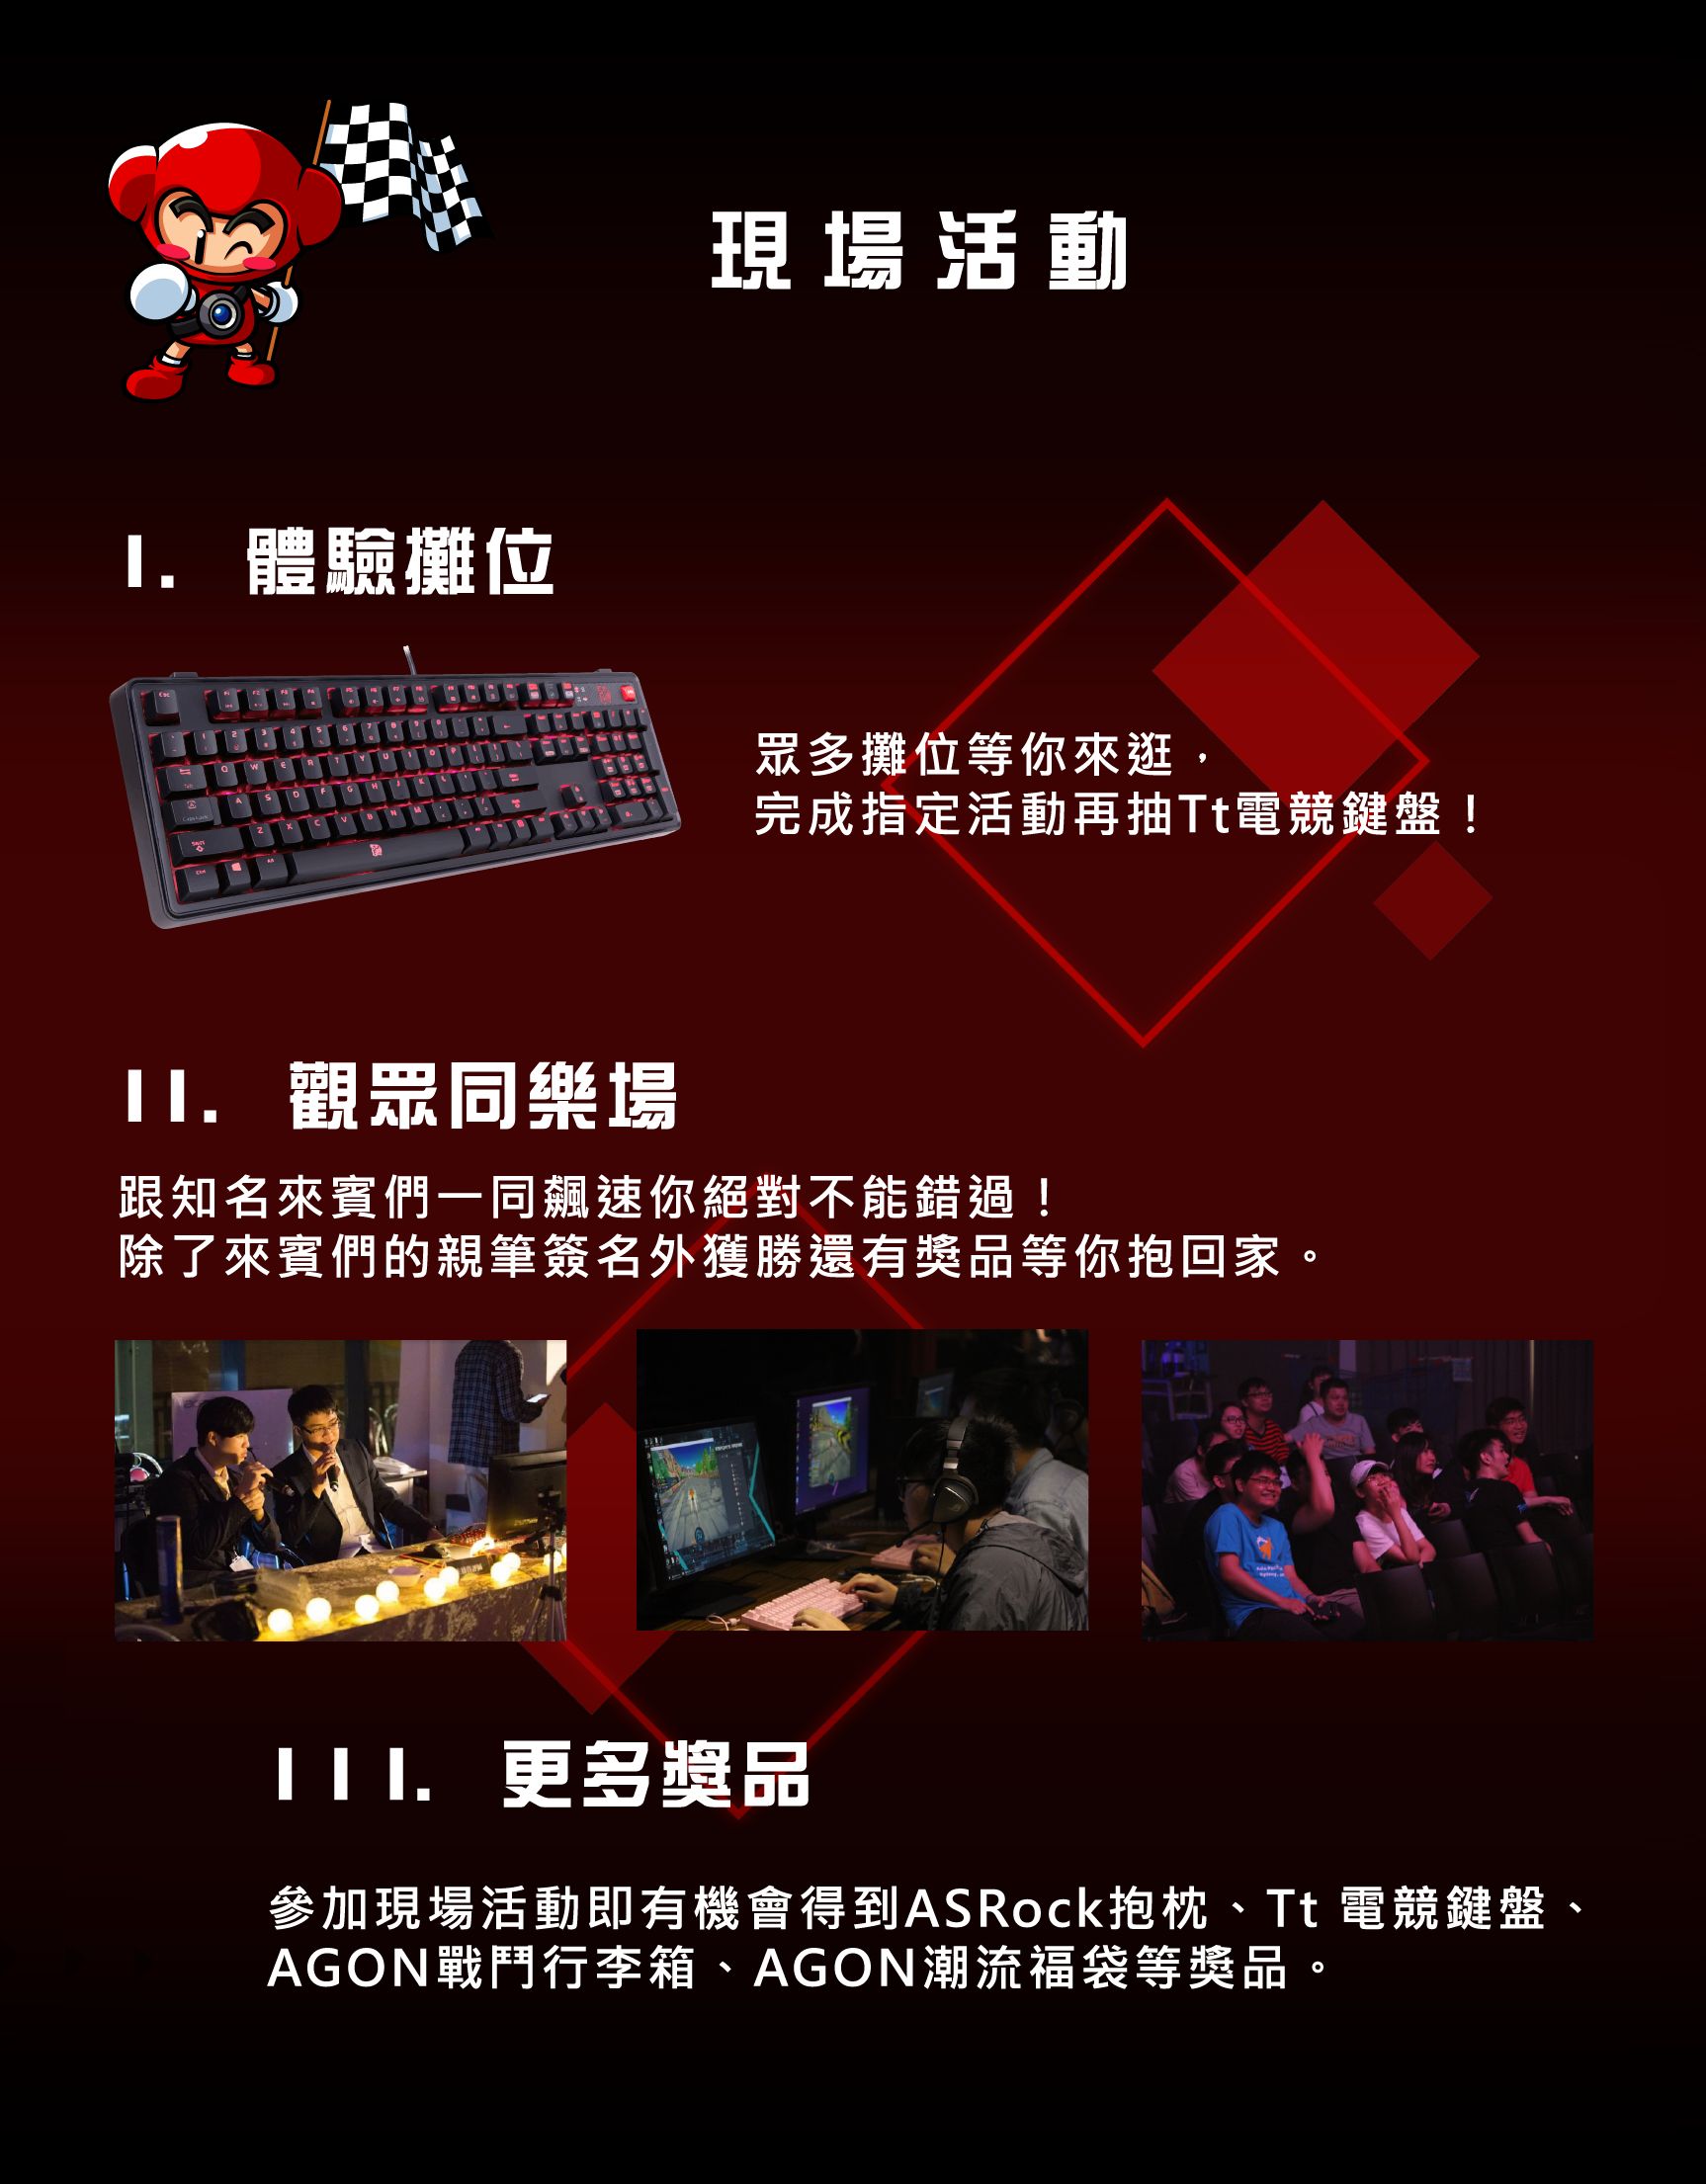 現場活動
I. 體驗攤位
眾多攤位等你來逛，
完成指定活動再抽Tt電競鍵盤！
II. 觀眾同樂場
跟知名來賓們一同飆速你絕對不能錯過！
除了來賓們的親筆簽名外獲勝還有獎品等你抱回家。
III. 更多獎品
參加現場活動即有機會得到ASRock抱枕、Tt 電競鍵盤、
AGON戰鬥行李箱、AGON潮流福袋等獎品。